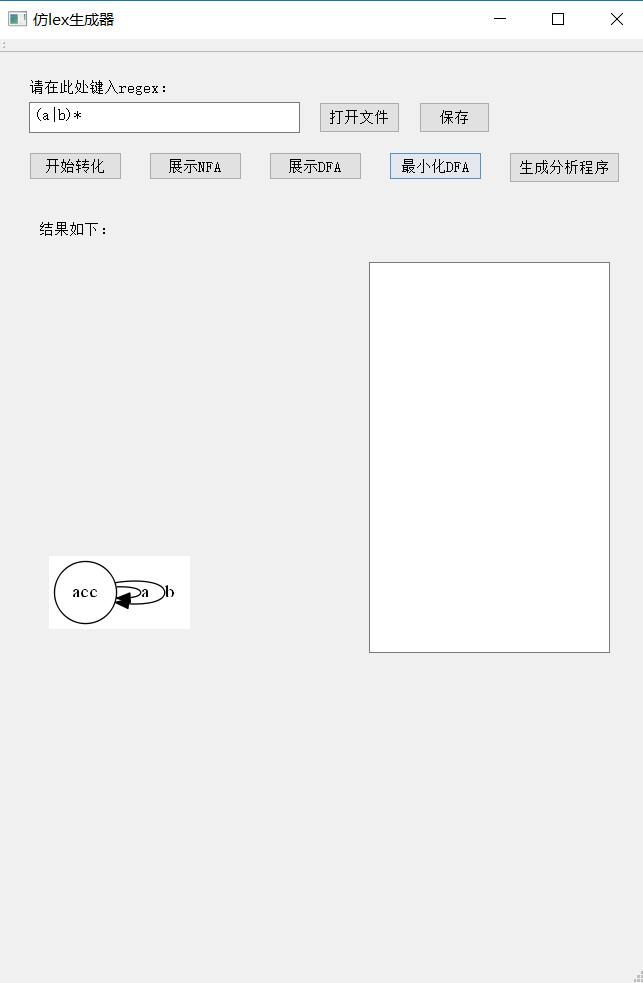 仿lex生成器
请在此处键入regex:
(a|b)*
打开文件 保存
开始转化 展示NFA 展示DFA 最小化DFA 生成分析程序
结果如下:
acc a b